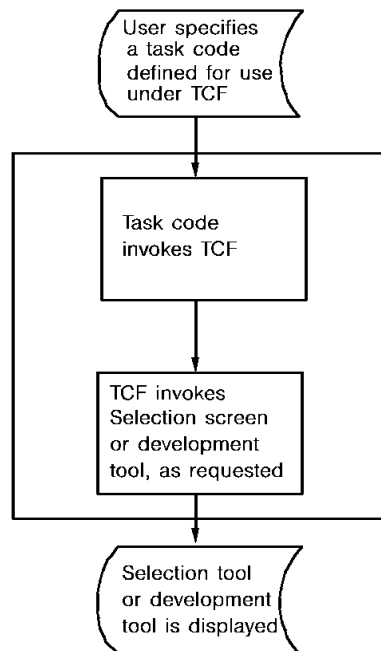 User specifies
a task code
defined for use
under TCF
Task code
invokes TCF
TCF invokes
Selection screen
or development
tool, as requested
Selection tool
or development
tool is displayed